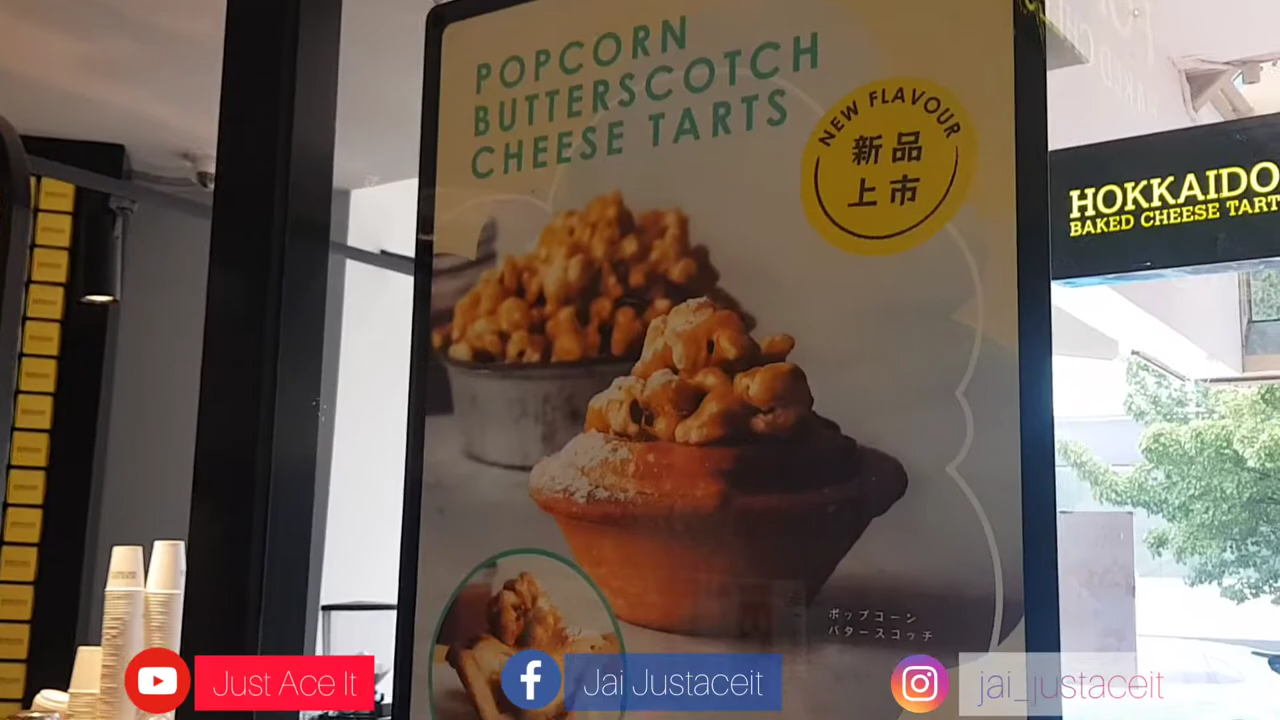 POPCORN
BUTTERSCOTCH
CHEESE TARTS
NEW FLAVOUR
新品
上市
HOKKAIDO
BAKED CHEESE TART
ポップコーン
バタースコッチ
Just Ace It
Jai Justaceit
jai_justaceit